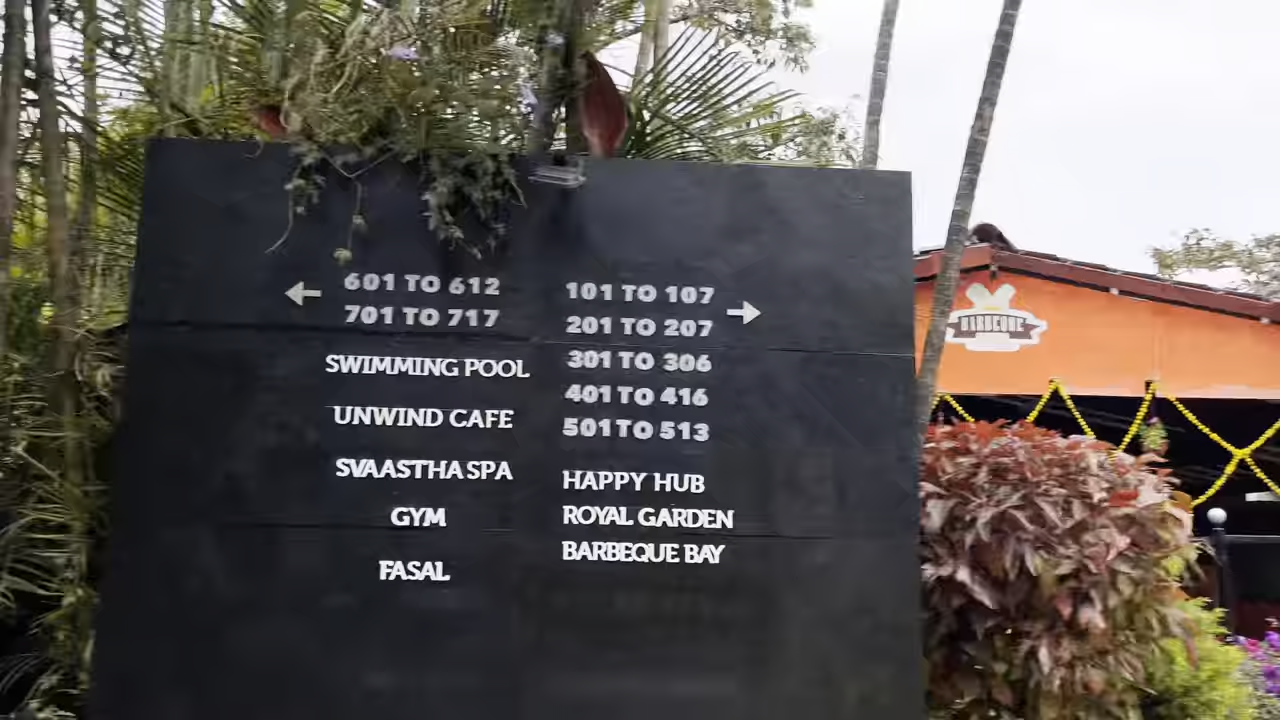 601 TO 612
701 TO 717
SWIMMING POOL
UNWIND CAFE
SVAASTHA SPA
GYM
FASAL
101 TO 107
201 TO 207
301 TO 306
401 TO 416
501 TO 513
HAPPY HUB
ROYAL GARDEN
BARBEQUE BAY
BARBEQUE